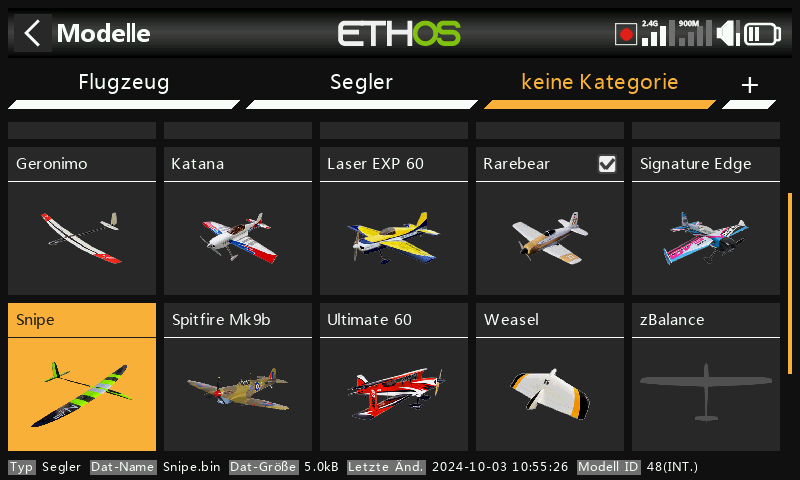 Modelle
ETHOS
2.4G
900M
Flugzeug
Segler
keine Kategorie
+
Geronimo
Katana
Laser EXP 60
Rarebear
Signature Edge
Snipe
Spitfire Mk9b
Ultimate 60
Weasel
zBalance
Typ Segler Dat-Name Snipe.bin Dat-Größe 5.0kB Letzte Änd. 2024-10-03 10:55:26 Modell ID 48(INT.)